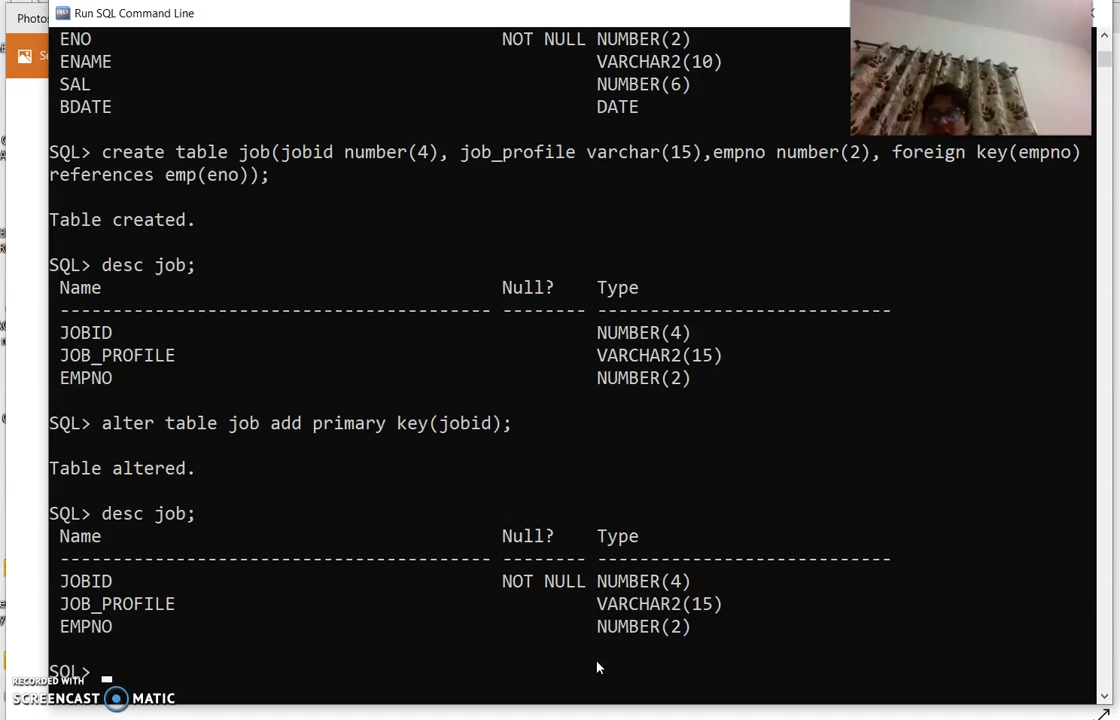 Photos
Run SQL Command Line
ENO NOT NULL NUMBER(2)
ENAME VARCHAR2(10)
SAL NUMBER(6)
BDATE DATE
SQL> create table job(jobid number(4), job_profile varchar(15),empno number(2), foreign key(empno)
references emp(eno));
Table created.
SQL> desc job;
Name Null? Type
----------------------------------------- -------- ----------------------------
JOBID NUMBER(4)
JOB_PROFILE VARCHAR2(15)
EMPNO NUMBER(2)
SQL> alter table job add primary key(jobid);
Table altered.
SQL> desc job;
Name Null? Type
----------------------------------------- -------- ----------------------------
JOBID NOT NULL NUMBER(4)
JOB_PROFILE VARCHAR2(15)
EMPNO NUMBER(2)
SQL>
RECORDED WITH
SCREENCAST MATIC